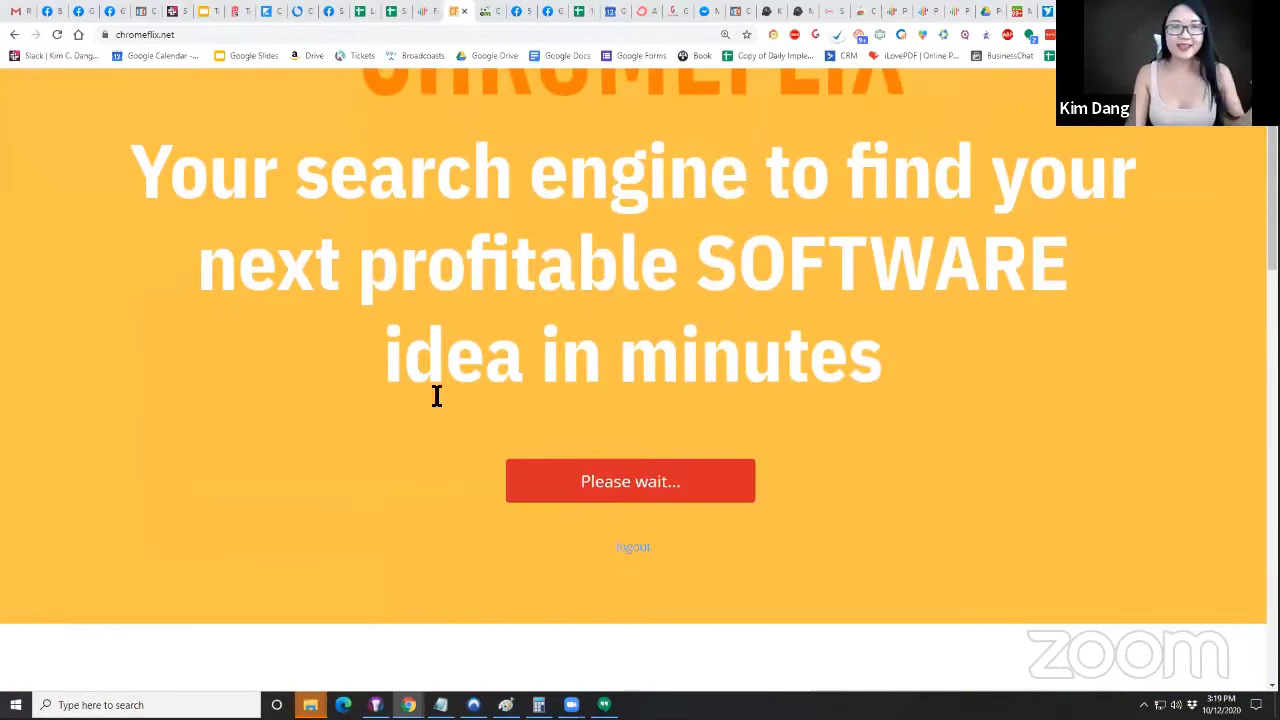 chromeflix.net
Slack | Kim C. Dang...
Google Calendar -...
Google Slides
Drive
Tickets
Broadcasts
Google Drive
Google Docs
Google Forms
Book
Copy of Daily Imple...
CRM
iLovePDF | Online P...
BusinessChat
Kim Dang
CHROMEFLIX
Your search engine to find your
next profitable SOFTWARE
idea in minutes
Please wait...
logout
zoom
Type here to search
3:19 PM
10/12/2020